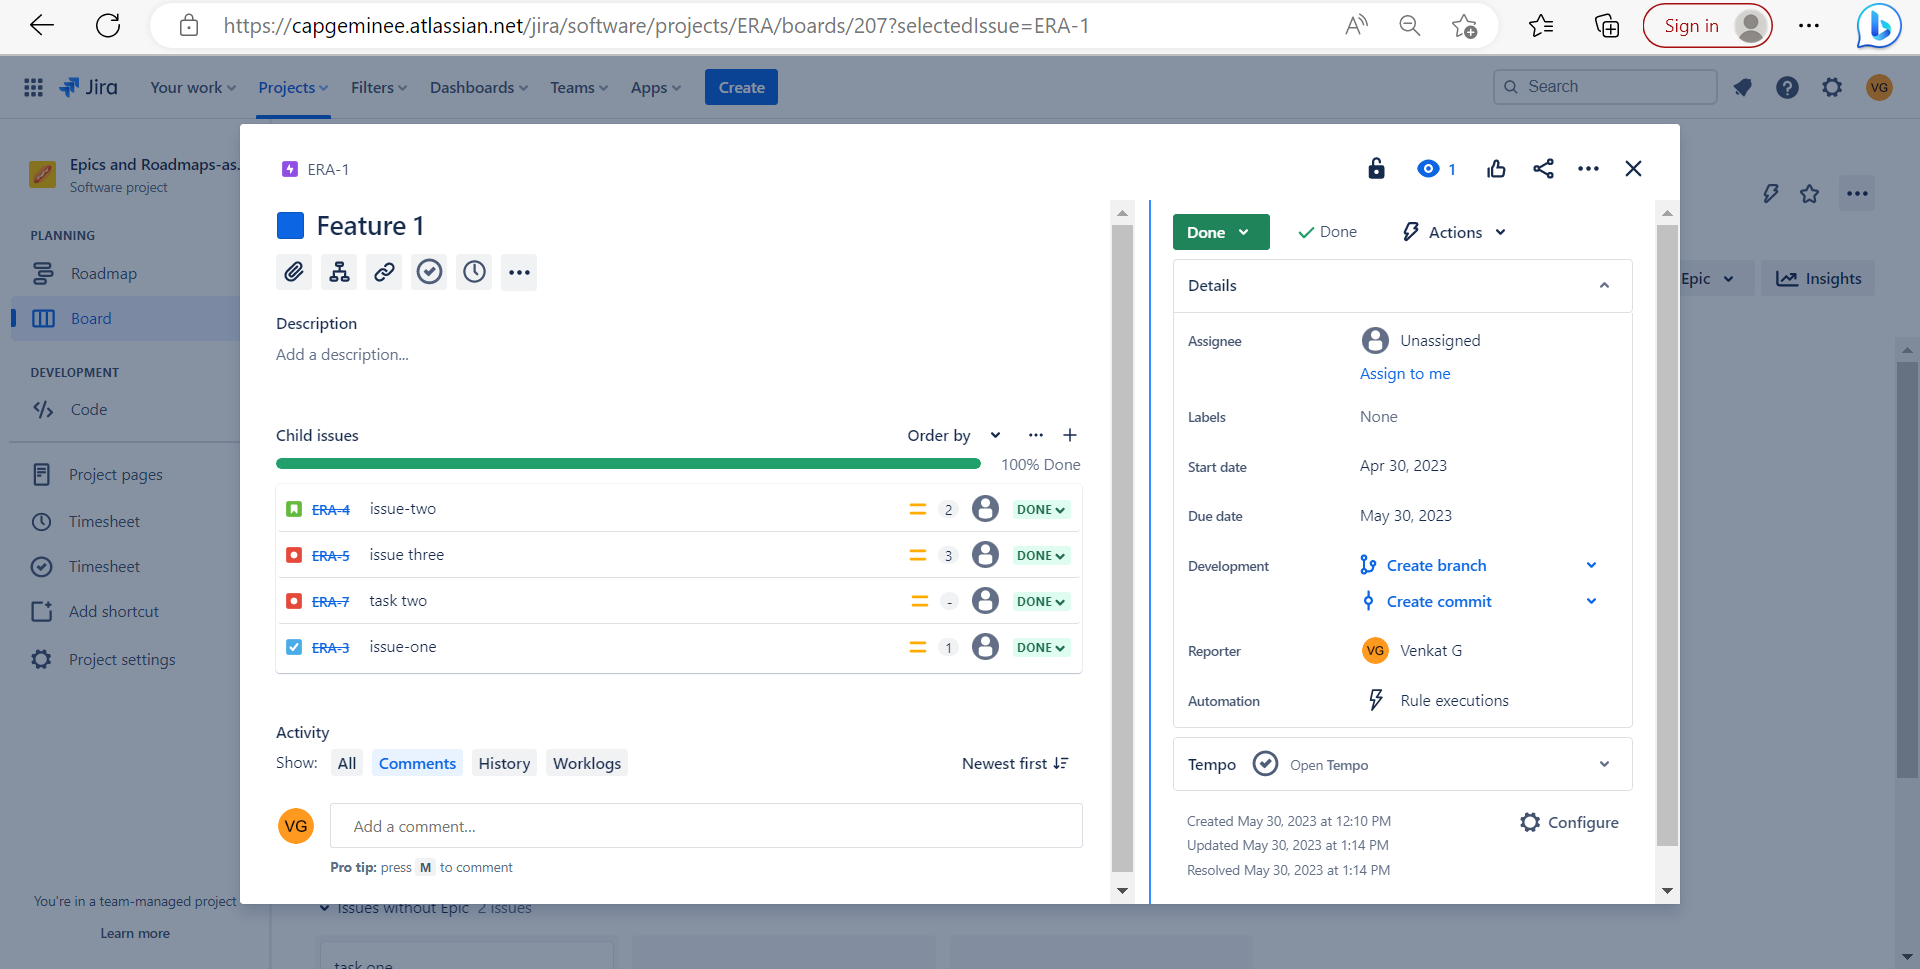 https://capgeminee.atlassian.net/jira/software/projects/ERA/boards/207?selectedIssue=ERA-1
Sign in
Jira
Your work
Projects
Filters
Dashboards
Teams
Apps
Create
Search
VG
Epics and Roadmaps-as...
Software project
PLANNING
Roadmap
Board
DEVELOPMENT
Code
Project pages
Timesheet
Timesheet
Add shortcut
Project settings
You're in a team-managed project
Learn more
ERA-1
1
Feature 1
Description
Add a description...
Child issues
Order by
100% Done
ERA-4 issue-two 2 DONE
ERA-5 issue three 3 DONE
ERA-7 task two - DONE
ERA-3 issue-one 1 DONE
Activity
Show: All Comments History Worklogs Newest first
VG
Add a comment...
Pro tip: press M to comment
Done
Done
Actions
Details
Assignee Unassigned
Assign to me
Labels None
Start date Apr 30, 2023
Due date May 30, 2023
Development Create branch
Create commit
Reporter VG Venkat G
Automation Rule executions
Tempo Open Tempo
Created May 30, 2023 at 12:10 PM
Configure
Updated May 30, 2023 at 1:14 PM
Resolved May 30, 2023 at 1:14 PM
Epic
Insights
Issues without Epic 2 issues
task one